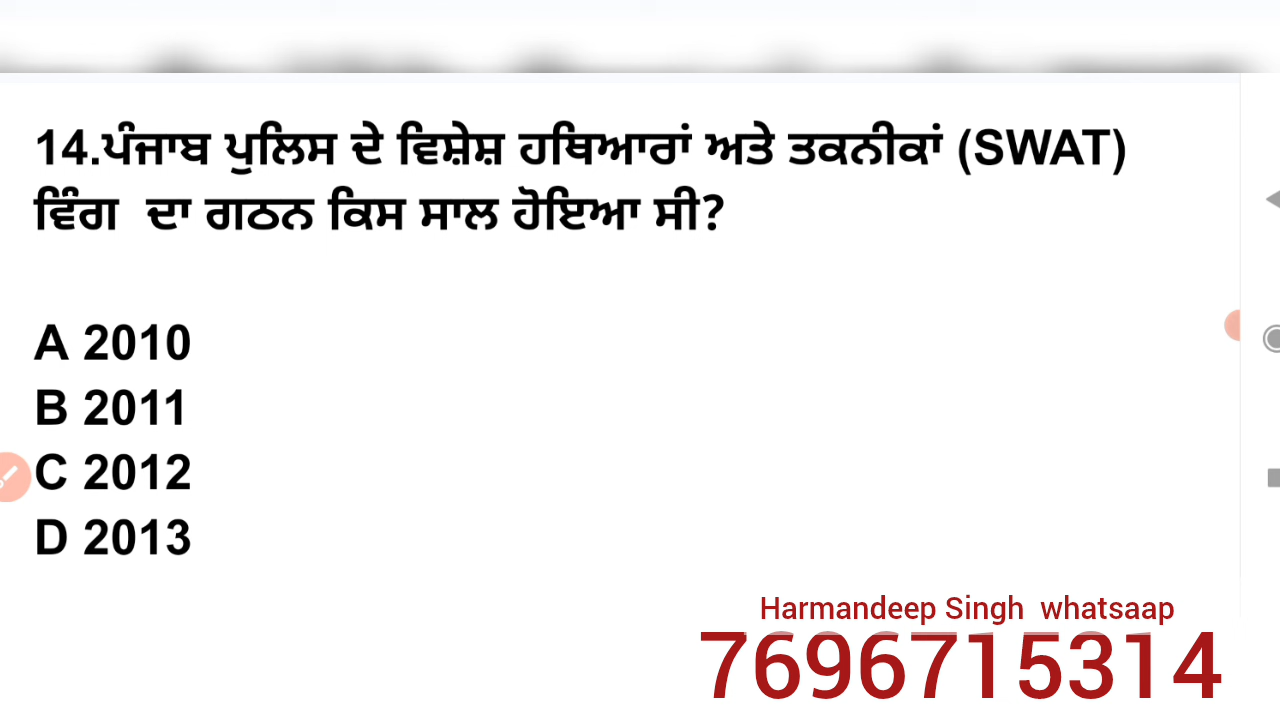 14.ਪੰਜਾਬ ਪੁਲਿਸ ਦੇ ਵਿਸ਼ੇਸ਼ ਹਥਿਆਰਾਂ ਅਤੇ ਤਕਨੀਕਾਂ (SWAT)
ਵਿੰਗ  ਦਾ ਗਠਨ ਕਿਸ ਸਾਲ ਹੋਇਆ ਸੀ?
A 2010
B 2011
C 2012
D 2013
Harmandeep Singh  whatsaap
7696715314